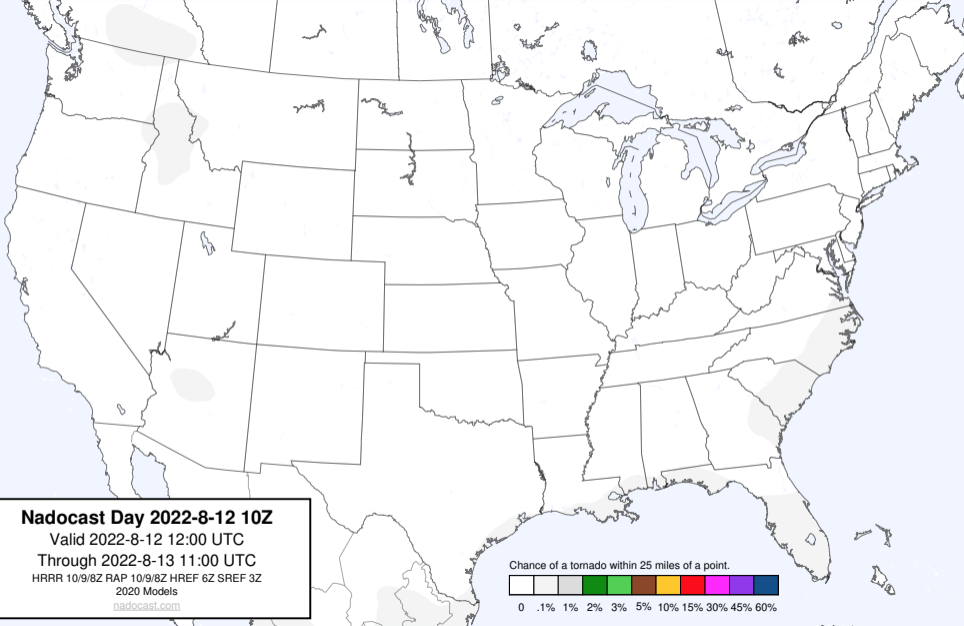 Nadocast Day 2022-8-12 10Z
Valid 2022-8-12 12:00 UTC
Through 2022-8-13 11:00 UTC
HRRR 10/9/8Z RAP 10/9/8Z HREF 6Z SREF 3Z
2020 Models
nadocast.com
Chance of a tornado within 25 miles of a point.
0 .1% 1% 2% 3% 5% 10% 15% 30% 45% 60%